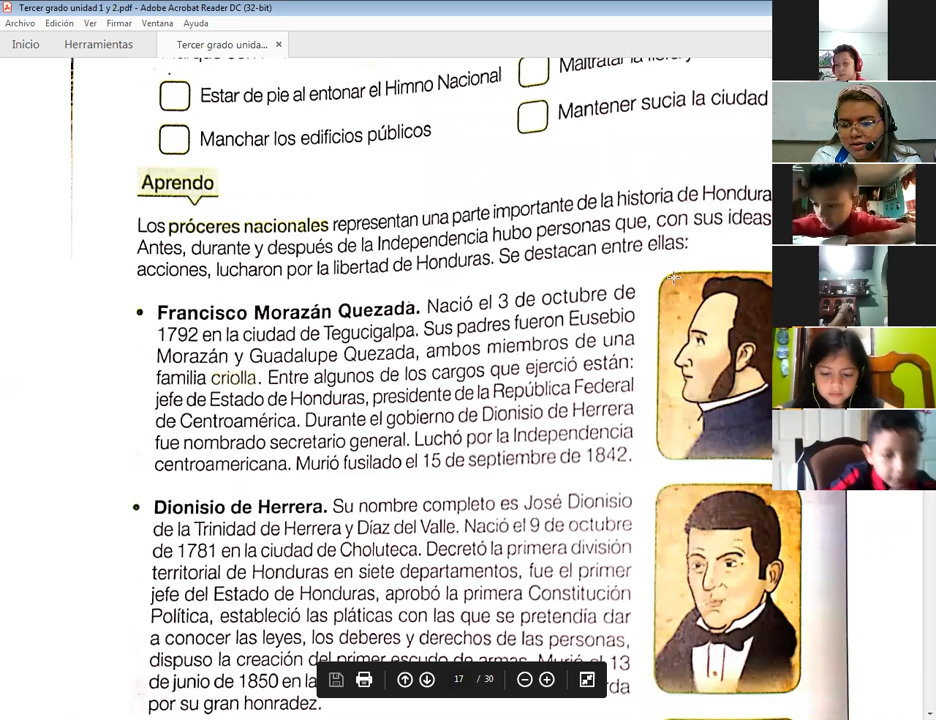 Tercer grado unidad 1 y 2.pdf - Adobe Acrobat Reader DC (32-bit)
Archivo Edición Ver Firmar Ventana Ayuda
Inicio Herramientas Tercer grado unida... ×
Estar de pie al entonar el Himno Nacional
Maltratar la
Manchar los edificios públicos
Mantener sucia la ciudad
Aprendo
Los próceres nacionales representan una parte importante de la historia de Hondura
Antes, durante y después de la Independencia hubo personas que, con sus ideas
acciones, lucharon por la libertad de Honduras. Se destacan entre ellas:
• Francisco Morazán Quezada. Nació el 3 de octubre de
1792 en la ciudad de Tegucigalpa. Sus padres fueron Eusebio
Morazán y Guadalupe Quezada, ambos miembros de una
familia criolla. Entre algunos de los cargos que ejerció están:
jefe de Estado de Honduras, presidente de la República Federal
de Centroamérica. Durante el gobierno de Dionisio de Herrera
fue nombrado secretario general. Luchó por la Independencia
centroamericana. Murió fusilado el 15 de septiembre de 1842.
• Dionisio de Herrera. Su nombre completo es José Dionisio
de la Trinidad de Herrera y Díaz del Valle. Nació el 9 de octubre
de 1781 en la ciudad de Choluteca. Decretó la primera división
territorial de Honduras en siete departamentos, fue el primer
jefe del Estado de Honduras, aprobó la primera Constitución
Política, estableció las pláticas con las que se pretendía dar
a conocer las leyes, los deberes y derechos de las personas,
dispuso la creación del primer escudo de armas. Murió el 13
de junio de 1850 en la
por su gran honradez.
17 / 30